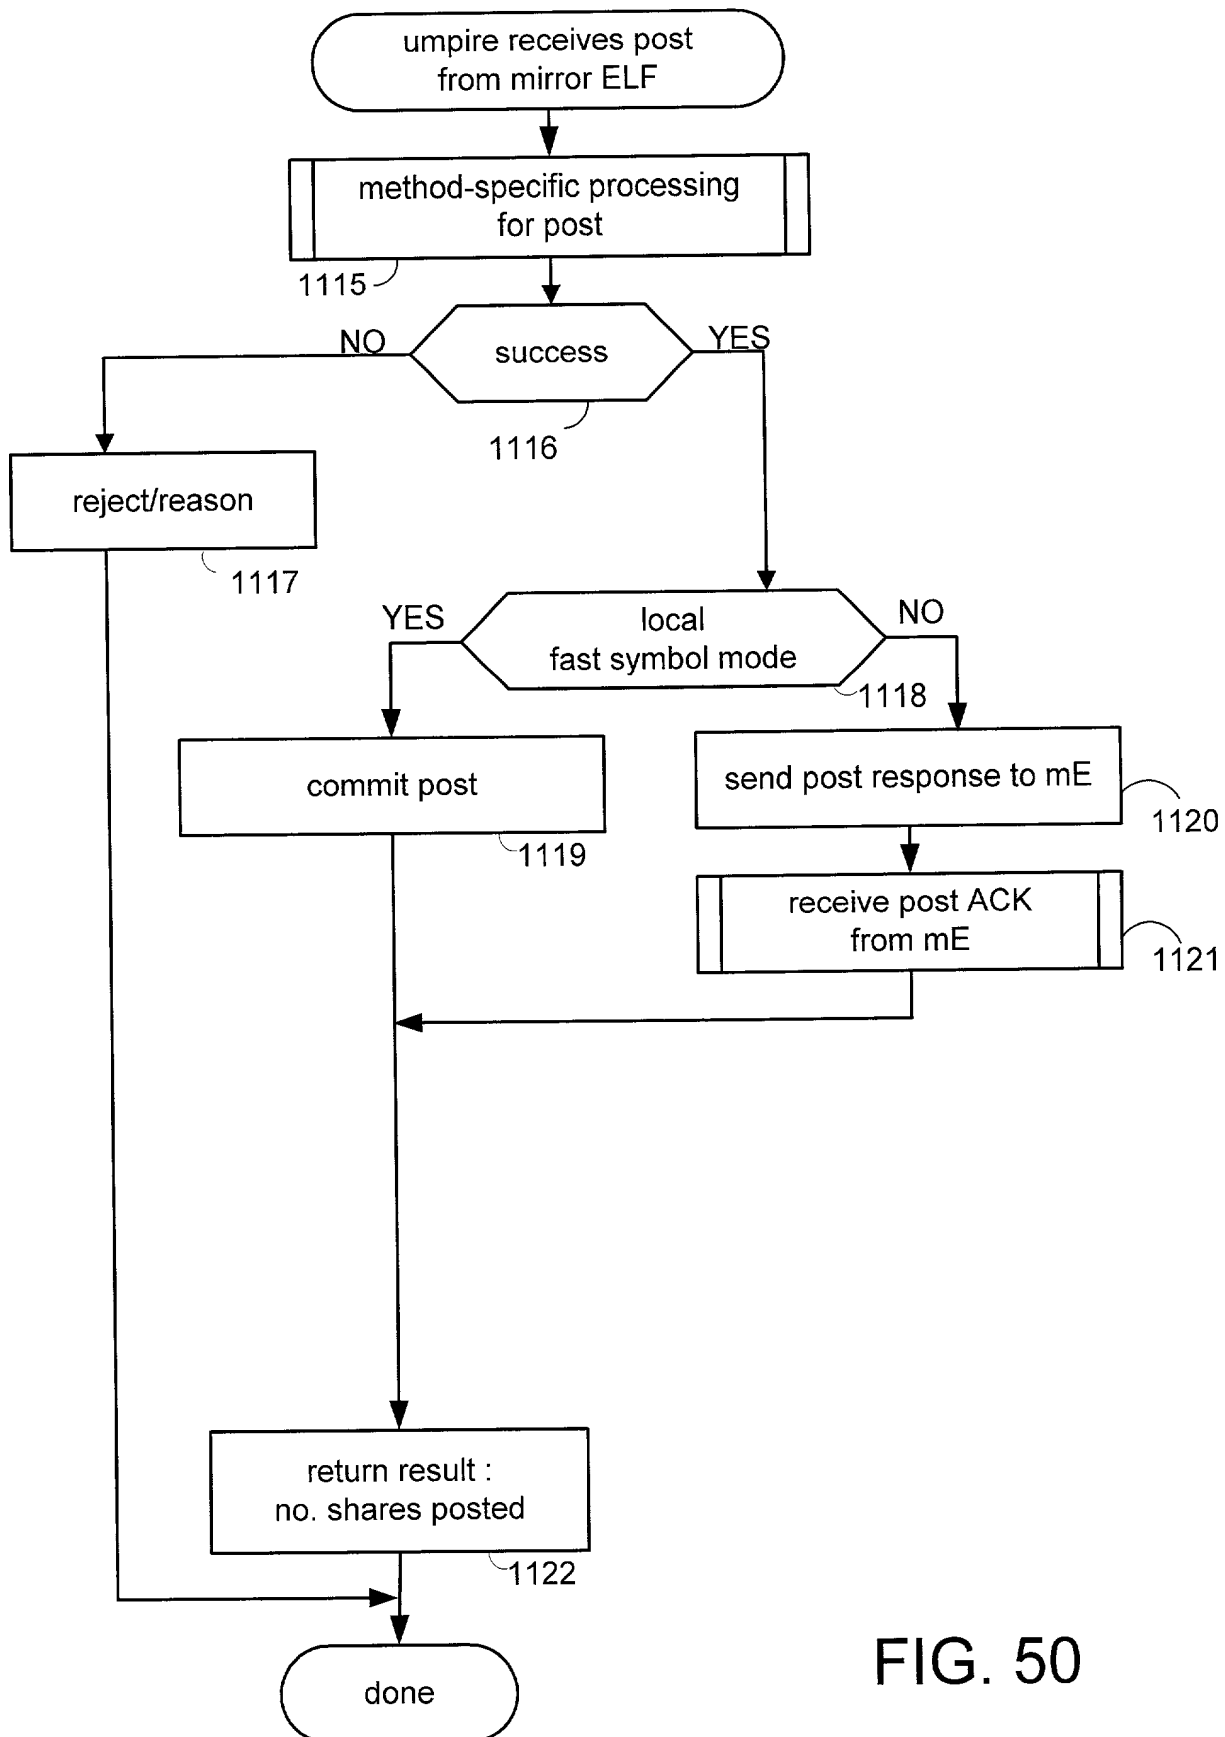 umpire receives post
from mirror ELF
method-specific processing
for post
1115
NO
YES
success
1116
reject/reason
1117
YES
NO
local
fast symbol mode
1118
commit post
1119
send post response to mE
1120
receive post ACK
from mE
1121
return result :
no. shares posted
1122
done
FIG. 50